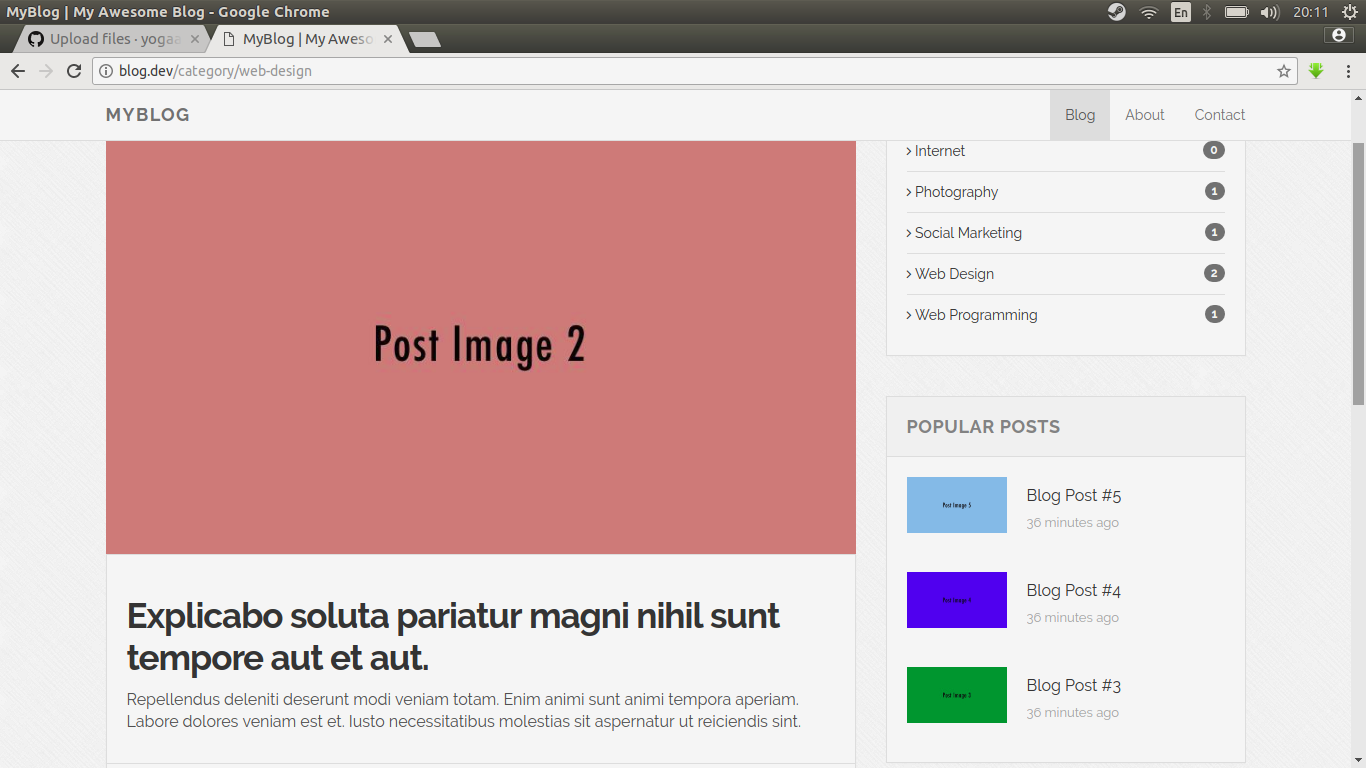 MyBlog | My Awesome Blog - Google Chrome
En
20:11
Upload files · yoga
MyBlog | My Aweso
blog.dev/category/web-design
MYBLOG
Blog
About
Contact
Post Image 2
Explicabo soluta pariatur magni nihil sunt
tempore aut et aut.
Repellendus deleniti deserunt modi veniam totam. Enim animi sunt animi tempora aperiam.
Labore dolores veniam est et. Iusto necessitatibus molestias sit aspernatur ut reiciendis sint.
Internet 0
Photography 1
Social Marketing 1
Web Design 2
Web Programming 1
POPULAR POSTS
Post Image 5
Blog Post #5
36 minutes ago
Post Image 4
Blog Post #4
36 minutes ago
Post Image 3
Blog Post #3
36 minutes ago